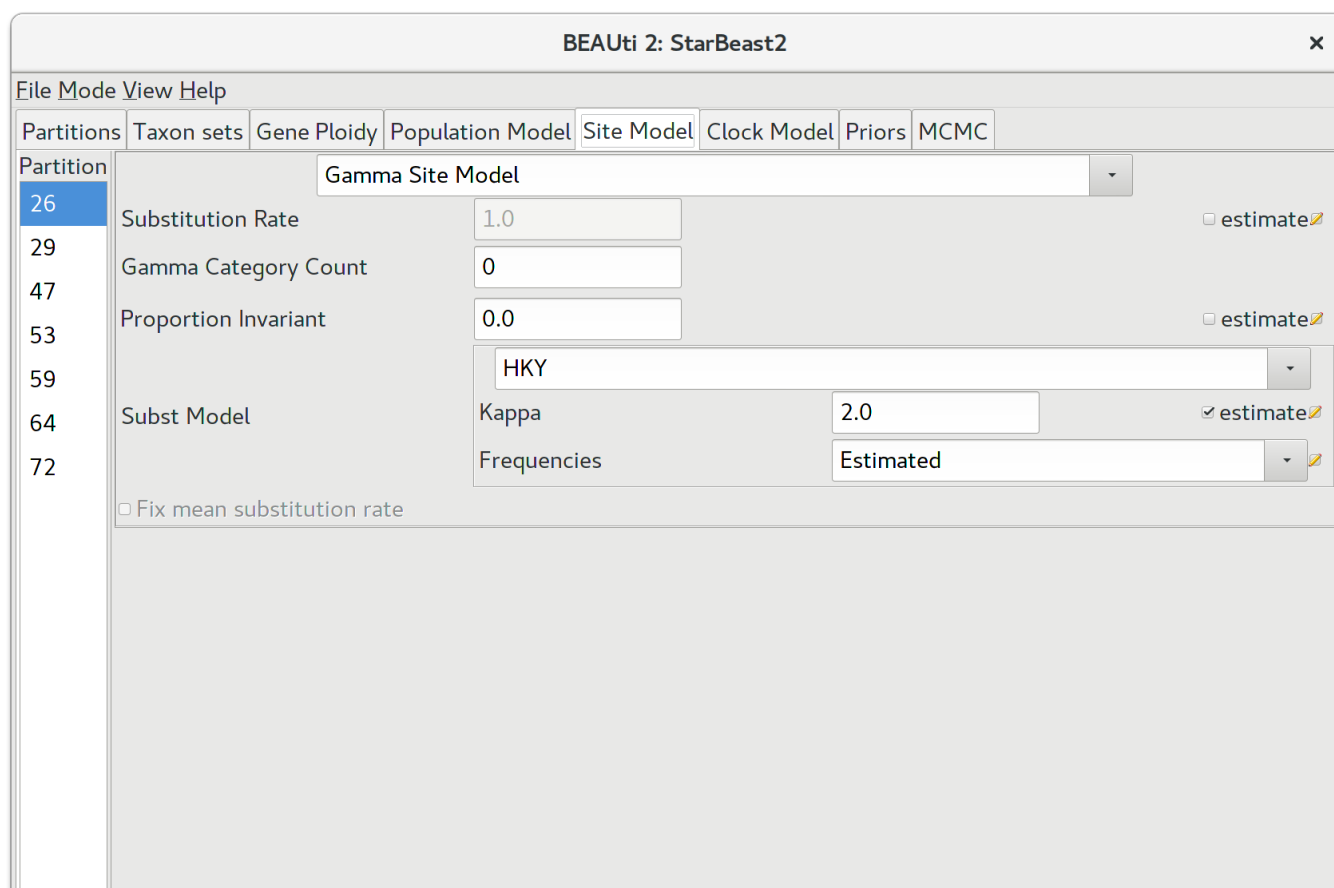 BEAUti 2: StarBeast2
File Mode View Help
Partitions Taxon sets Gene Ploidy Population Model Site Model Clock Model Priors MCMC
Partition
26
29
47
53
59
64
72
Gamma Site Model
Substitution Rate 1.0 estimate
Gamma Category Count 0
Proportion Invariant 0.0 estimate
HKY
Subst Model Kappa 2.0 estimate
Frequencies Estimated
Fix mean substitution rate